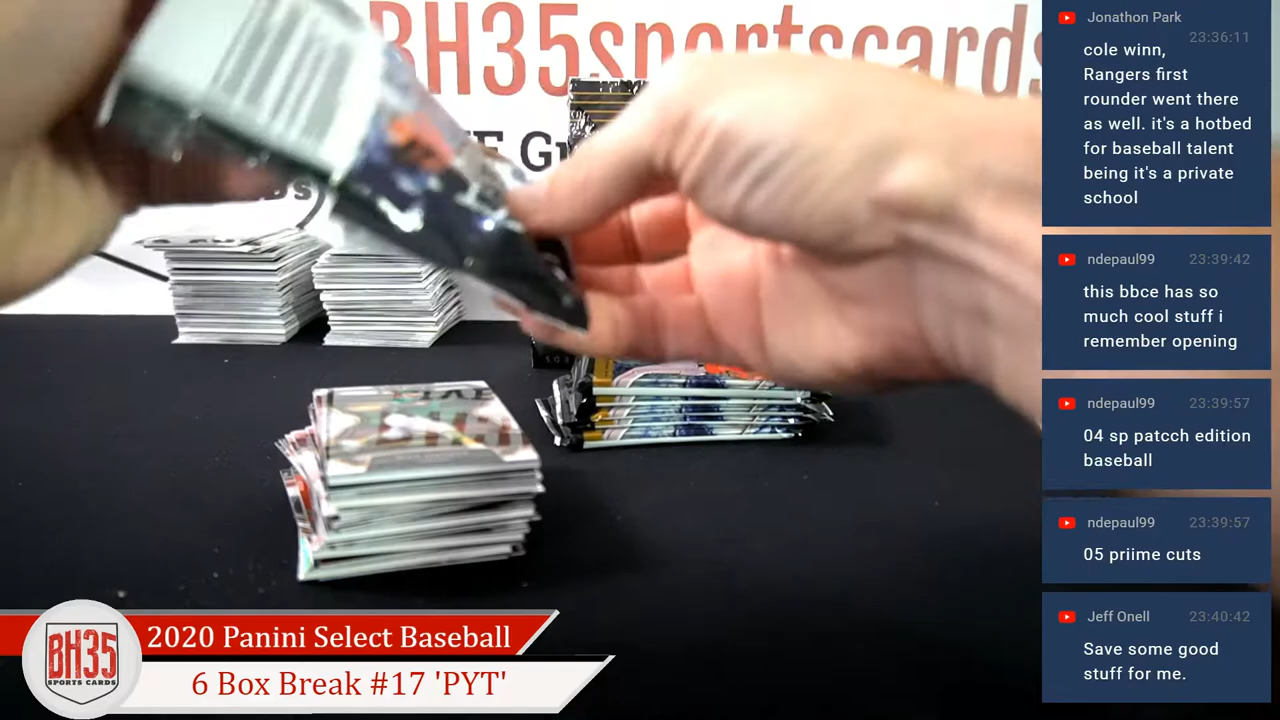 BH35sportscards
Jonathon Park
23:36:11
cole winn,
Rangers first
rounder went there
as well. it's a hotbed
for baseball talent
being it's a private
school
ndepaul99 23:39:42
this bbce has so
much cool stuff i
remember opening
ndepaul99 23:39:57
04 sp patcch edition
baseball
ndepaul99 23:39:57
05 priime cuts
Jeff Onell 23:40:42
Save some good
stuff for me.
BH35
SPORTS CARDS
2020 Panini Select Baseball
6 Box Break #17 'PYT'